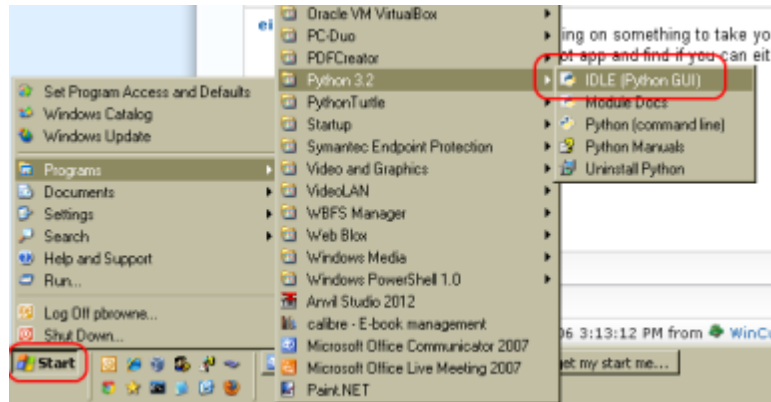 Set Program Access and Defaults
Windows Catalog
Windows Update
Programs
Documents
Settings
Search
Help and Support
Run...
Log Off pbrowne...
Shut Down...
Start
Oracle VM VirtualBox
PC-Duo
PDFCreator
Python 3.2
PythonTurtle
Startup
Symantec Endpoint Protection
Video and Graphics
VideoLAN
WBFS Manager
Web Blox
Windows Media
Windows PowerShell 1.0
Anvil Studio 2012
calibre - E-book management
Microsoft Office Communicator 2007
Microsoft Office Live Meeting 2007
Paint.NET
IDLE (Python GUI)
Module Docs
Python (command line)
Python Manuals
Uninstall Python
ei
ing on something to take yo
ot app and find if you can eit
06 3:13:12 PM from WinCu
et my start me...